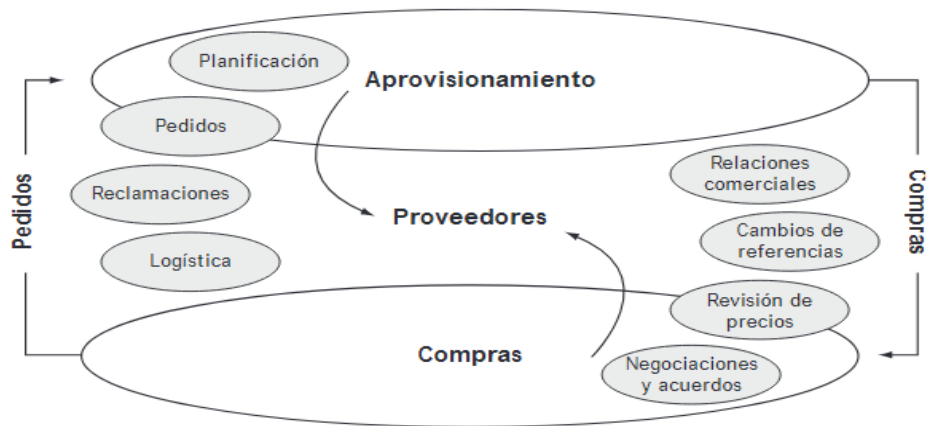 Planificación
Aprovisionamiento
Pedidos
Reclamaciones
Logística
Pedidos
Proveedores
Relaciones
comerciales
Cambios de
referencias
Revisión de
precios
Compras
Compras
Negociaciones
y acuerdos